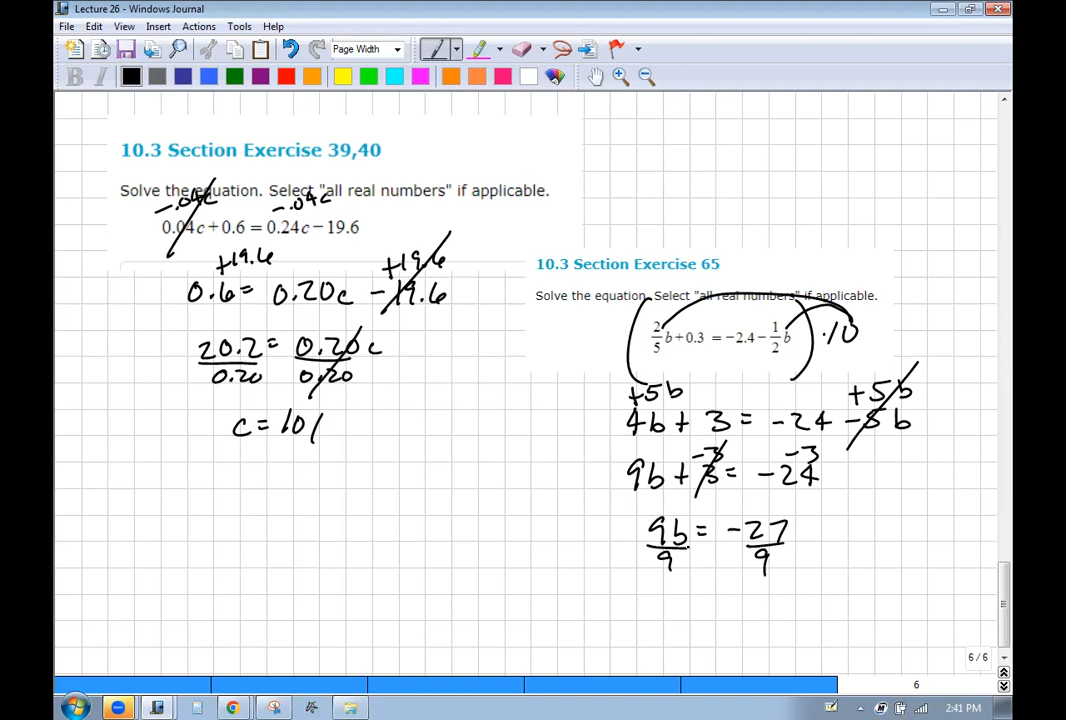 Lecture 26 - Windows Journal
File Edit View Insert Actions Tools Help
Page Width
B I
10.3 Section Exercise 39,40
Solve the equation. Select "all real numbers" if applicable.
-.04c -.04c
0.04c + 0.6 = 0.24c − 19.6
+19.6 +19.6
0.6 = 0.20c - 19.6
20.2 = 0.20c
0.20 0.20
c = 101
10.3 Section Exercise 65
Solve the equation. Select "all real numbers" if applicable.
( 2/5 b + 0.3 = −2.4 − 1/2 b ) · 10
+5b +5b
4b + 3 = -24 - 5b
-3 -3
9b + 3 = -24
9b = -27
9 9
6 / 6
6
2:41 PM